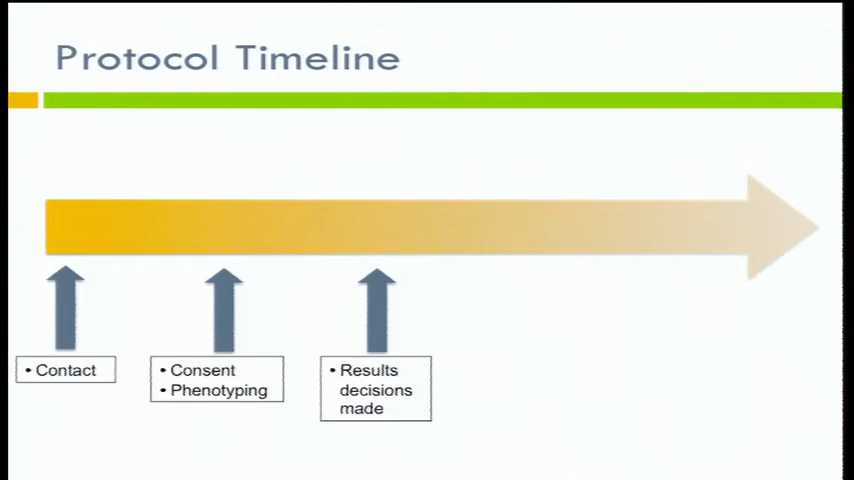 Protocol Timeline
• Contact
• Consent
• Phenotyping
• Results
decisions
made